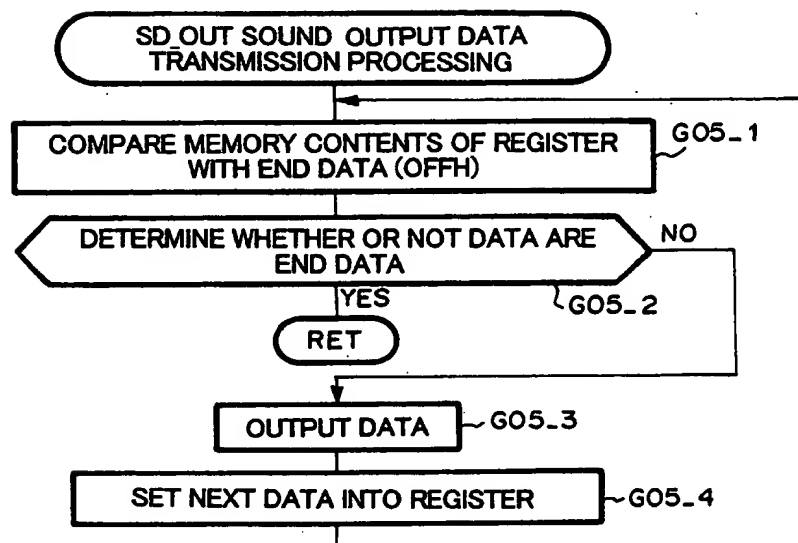 SD_OUT SOUND OUTPUT DATA
TRANSMISSION PROCESSING
COMPARE MEMORY CONTENTS OF REGISTER
WITH END DATA (OFFH)
G05_1
DETERMINE WHETHER OR NOT DATA ARE
END DATA
NO
YES
G05_2
RET
OUTPUT DATA
G05_3
SET NEXT DATA INTO REGISTER
G05_4